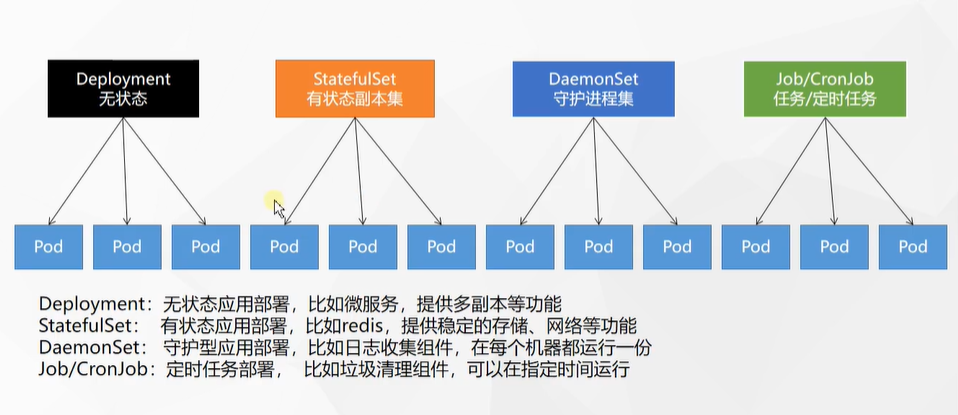 Deployment
无状态
StatefulSet
有状态副本集
DaemonSet
守护进程集
Job/CronJob
任务/定时任务
Pod Pod Pod Pod Pod Pod Pod Pod Pod Pod Pod Pod
Deployment：无状态应用部署，比如微服务，提供多副本等功能
StatefulSet： 有状态应用部署，比如redis，提供稳定的存储、网络等功能
DaemonSet： 守护型应用部署，比如日志收集组件，在每个机器都运行一份
Job/CronJob：定时任务部署， 比如垃圾清理组件，可以在指定时间运行